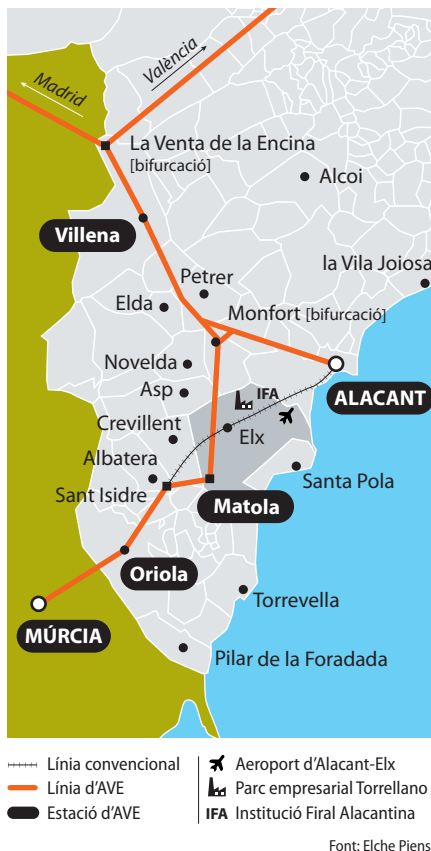 València
Madrid
La Venta de la Encina
[bifurcació]
Alcoi
Villena
Petrer
la Vila Joiosa
Elda
Monfort [bifurcació]
Novelda
IFA
ALACANT
Asp
Crevillent
Elx
Albatera
Santa Pola
Sant Isidre
Matola
Oriola
Torrevella
MÚRCIA
Pilar de la Foradada
Línia convencional
Línia d'AVE
Estació d'AVE
Aeroport d'Alacant-Elx
Parc empresarial Torrellano
IFA Institució Firal Alacantina
Font: Elche Piens